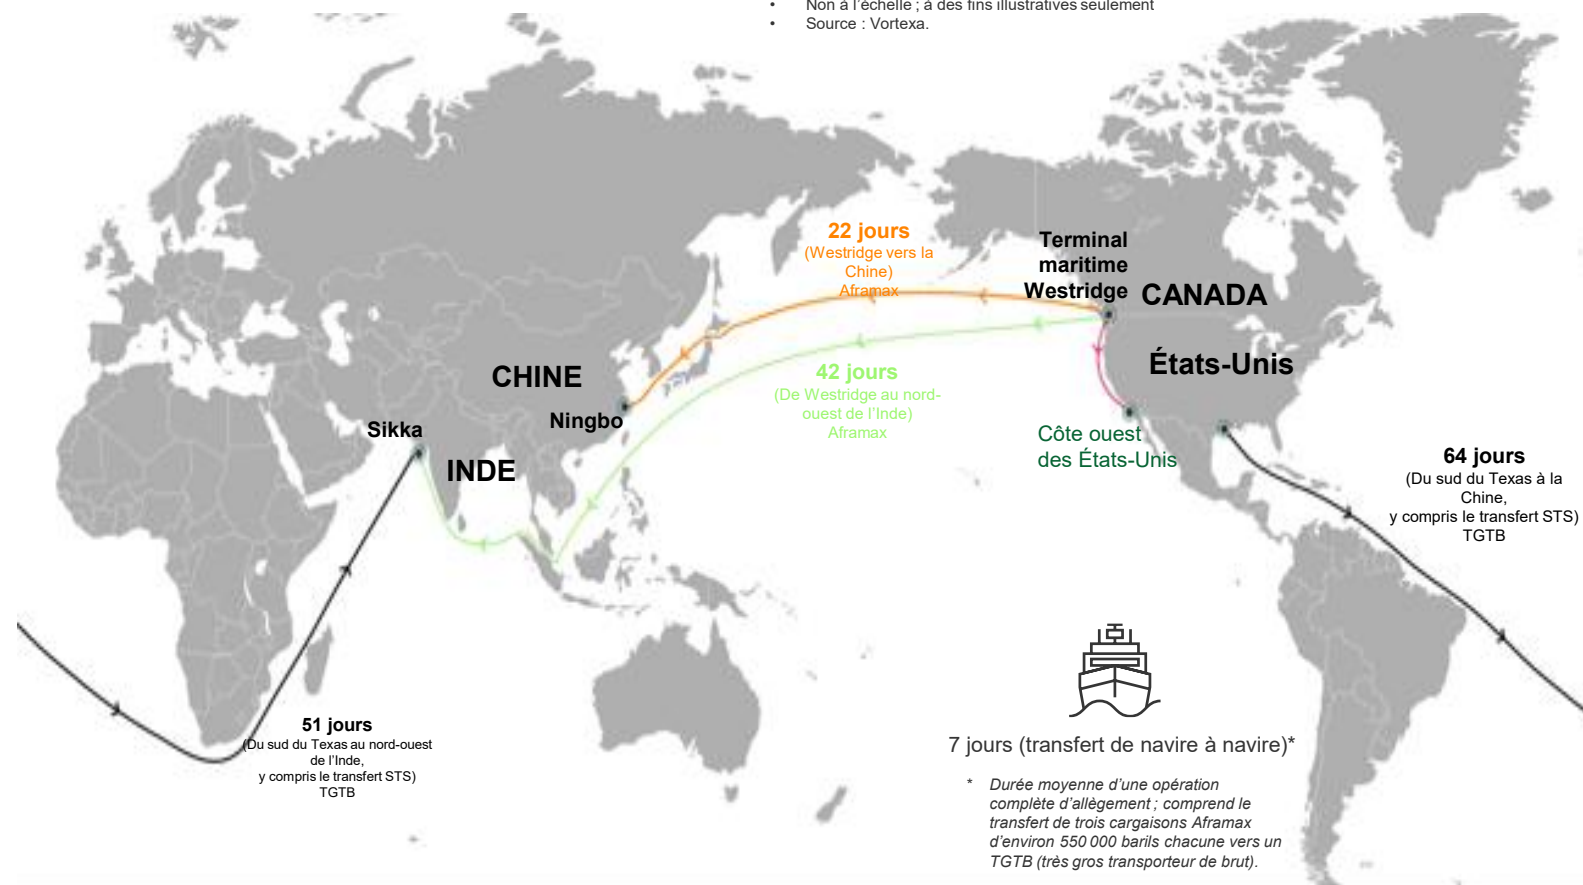 • Non à l’échelle ; à des fins illustratives seulement
• Source : Vortexa.
22 jours
(Westridge vers la
Chine)
Aframax
Terminal
maritime
Westridge
CANADA
États-Unis
CHINE
42 jours
(De Westridge au nord-
ouest de l’Inde)
Aframax
Ningbo
Sikka
INDE
Côte ouest
des États-Unis
64 jours
(Du sud du Texas à la
Chine,
y compris le transfert STS)
TGTB
51 jours
(Du sud du Texas au nord-ouest
de l’Inde,
y compris le transfert STS)
TGTB
7 jours (transfert de navire à navire)*
* Durée moyenne d’une opération
complète d’allègement ; comprend le
transfert de trois cargaisons Aframax
d’environ 550 000 barils chacune vers un
TGTB (très gros transporteur de brut).